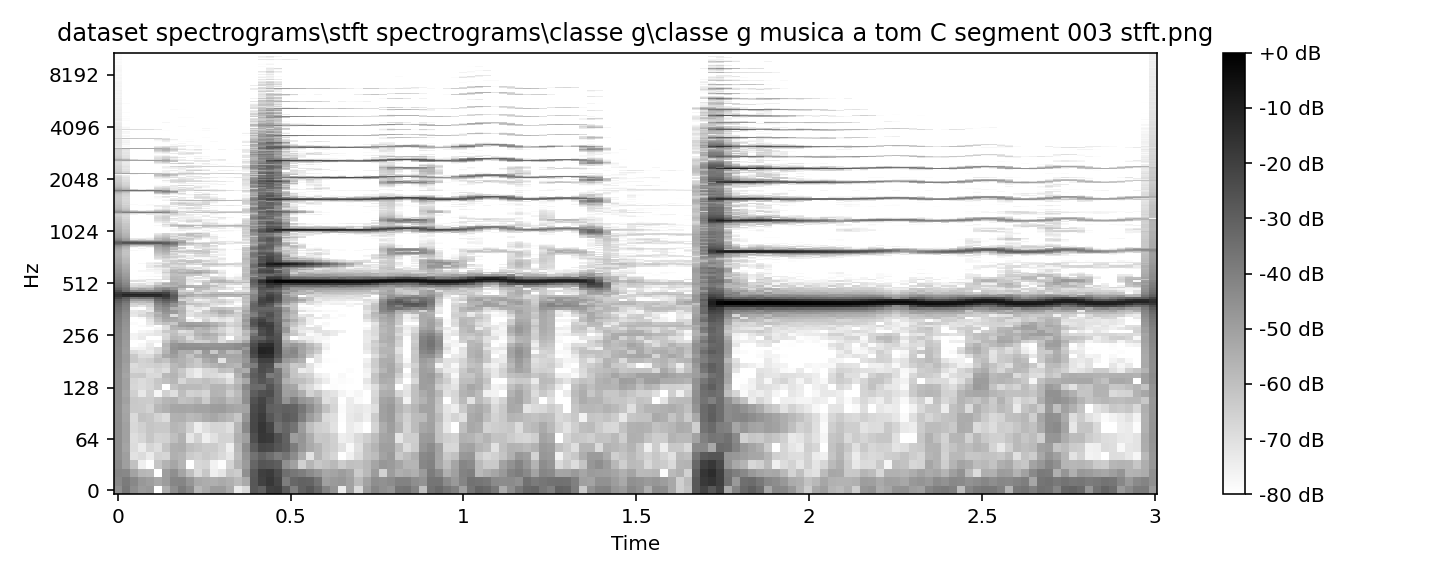 dataset spectrograms\stft spectrograms\classe g\classe g musica a tom C segment 003 stft.png
8192
4096
2048
1024
512
256
128
64
0
Hz
0
0.5
1
1.5
2
2.5
3
Time
+0 dB
-10 dB
-20 dB
-30 dB
-40 dB
-50 dB
-60 dB
-70 dB
-80 dB